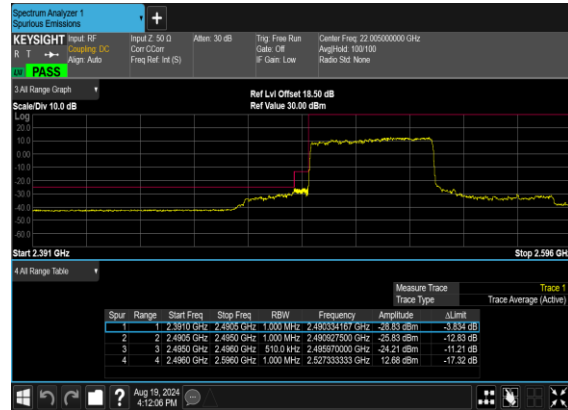 Spectrum Analyzer 1
Spurious Emissions
KEYSIGHT Input: RF Input Z: 50 Ω Atten: 30 dB Trig: Free Run Center Freq: 22.005000000 GHz
R T Coupling: DC Corr CCorr Gate: Off Avg|Hold: 100/100
Align: Auto Freq Ref: Int (S) IF Gain: Low Radio Std: None
PASS
3 All Range Graph
Ref Lvl Offset 18.50 dB
Scale/Div 10.0 dB Ref Value 30.00 dBm
Log
20.0
10.0
0.00
-10.0
-20.0
-30.0
-40.0
-50.0
-60.0
Start 2.391 GHz Stop 2.596 GH
4 All Range Table
Measure Trace Trace 1
Trace Type Trace Average (Active)
Spur Range Start Freq Stop Freq RBW Frequency Amplitude ΔLimit
1 1 2.3910 GHz 2.4905 GHz 1.000 MHz 2.490334167 GHz -28.83 dBm -3.834 dB
2 2 2.4905 GHz 2.4950 GHz 1.000 MHz 2.490927500 GHz -25.83 dBm -12.83 dB
3 3 2.4950 GHz 2.4960 GHz 510.0 kHz 2.495970000 GHz -24.21 dBm -11.21 dB
4 4 2.4960 GHz 2.5960 GHz 1.000 MHz 2.527333333 GHz 12.68 dBm -17.32 dB
? Aug 19, 2024
4:12:06 PM